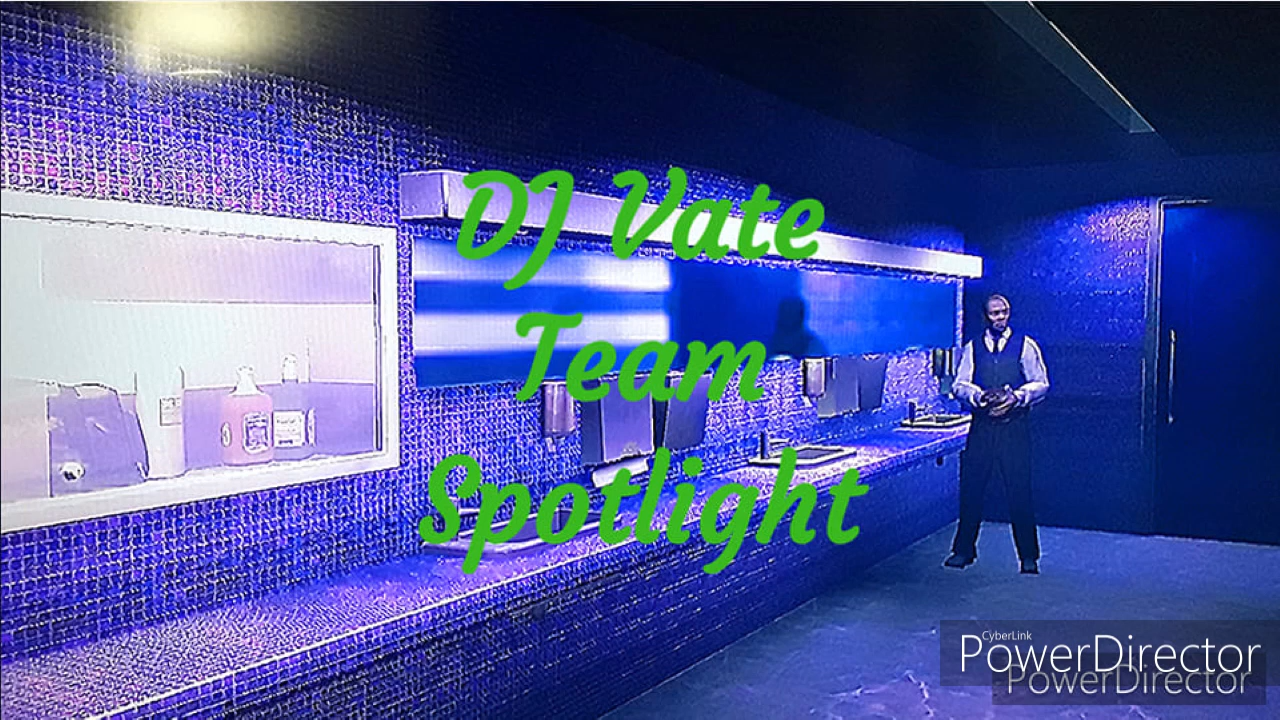 DJ Vate
Team
Spotlight
CyberLink
PowerDirector
PowerDirector